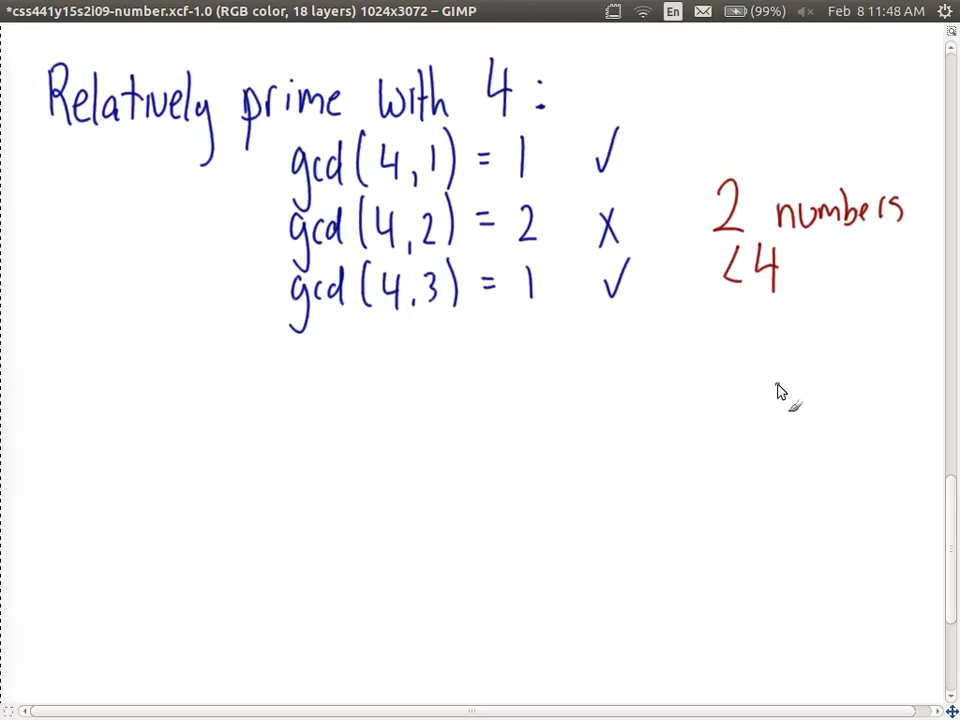 *css441y15s2i09-number.xcf-1.0 (RGB color, 18 layers) 1024x3072 – GIMP
En (99%) Feb 8 11:48 AM
Relatively prime with 4 :
gcd(4,1) = 1 ✓
gcd(4,2) = 2 X
gcd(4,3) = 1 ✓
2 numbers
<4